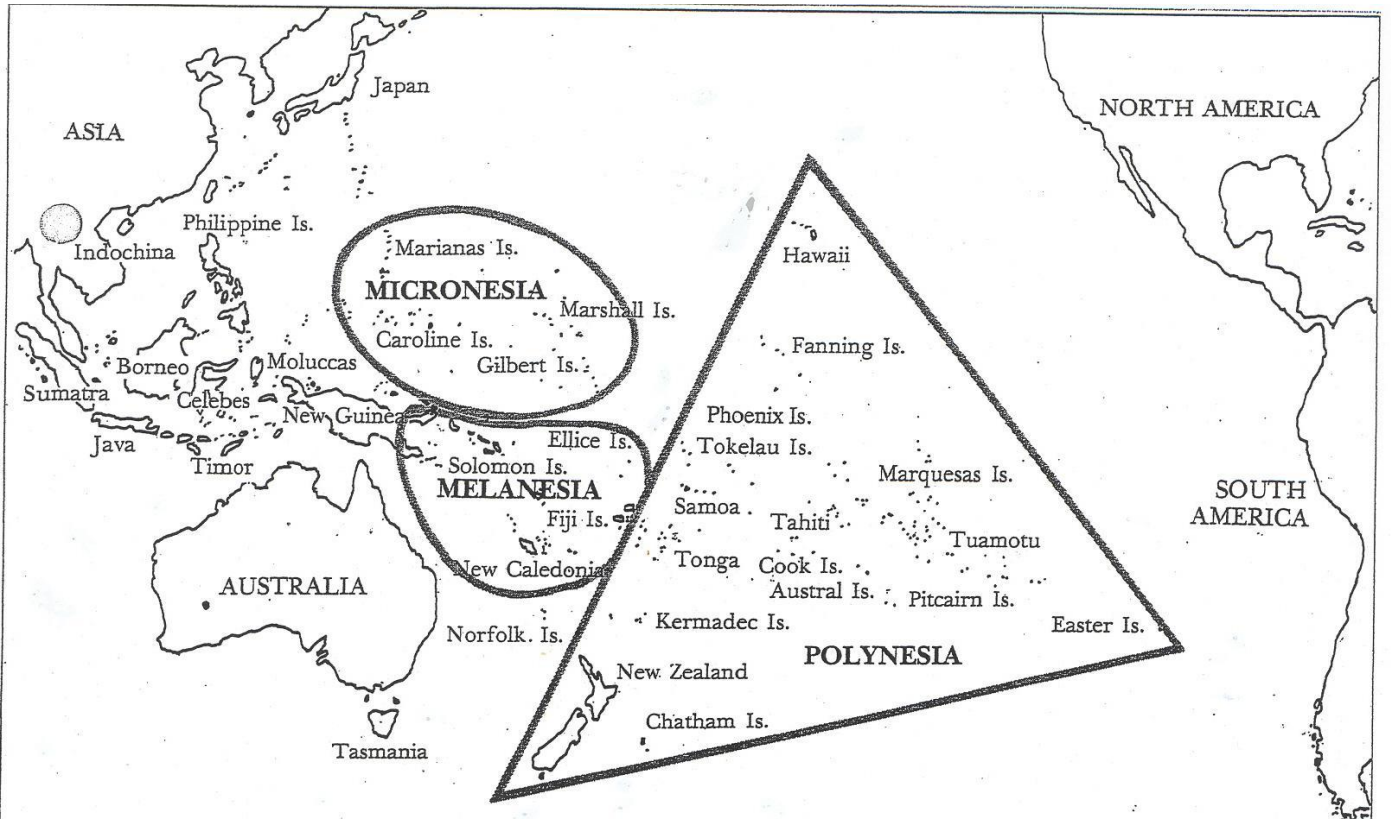 Japan
ASIA
NORTH AMERICA
Philippine Is.
Indochina
Marianas Is.
Hawaii
MICRONESIA
Marshall Is.
Caroline Is.
Fanning Is.
Borneo
Moluccas
Gilbert Is.
Sumatra
Celebes
New Guinea
Phoenix Is.
Java
Ellice Is.
Tokelau Is.
Timor
Solomon Is.
Marquesas Is.
MELANESIA
SOUTH
AMERICA
Samoa
Fiji Is.
Tahiti
Tuamotu
Tonga
Cook Is.
New Caledonia
AUSTRALIA
Austral Is.
Pitcairn Is.
Kermadec Is.
Easter Is.
Norfolk. Is.
POLYNESIA
New Zealand
Chatham Is.
Tasmania